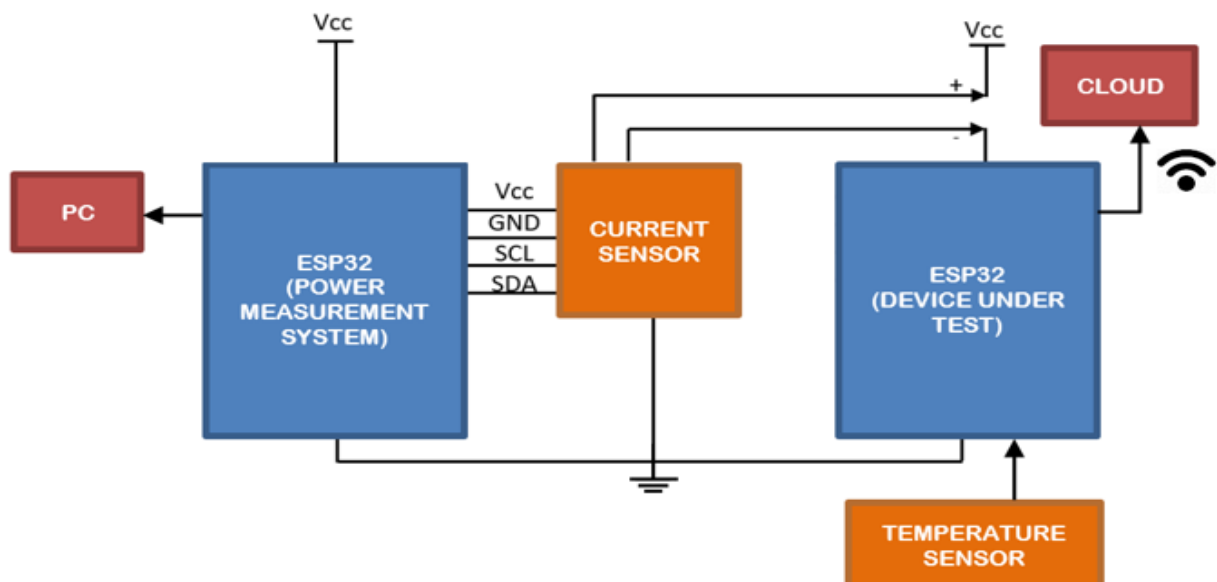 Vcc
Vcc
CLOUD
+
-
PC
ESP32
(POWER
MEASUREMENT
SYSTEM)
Vcc
GND
SCL
SDA
CURRENT
SENSOR
ESP32
(DEVICE UNDER
TEST)
TEMPERATURE
SENSOR